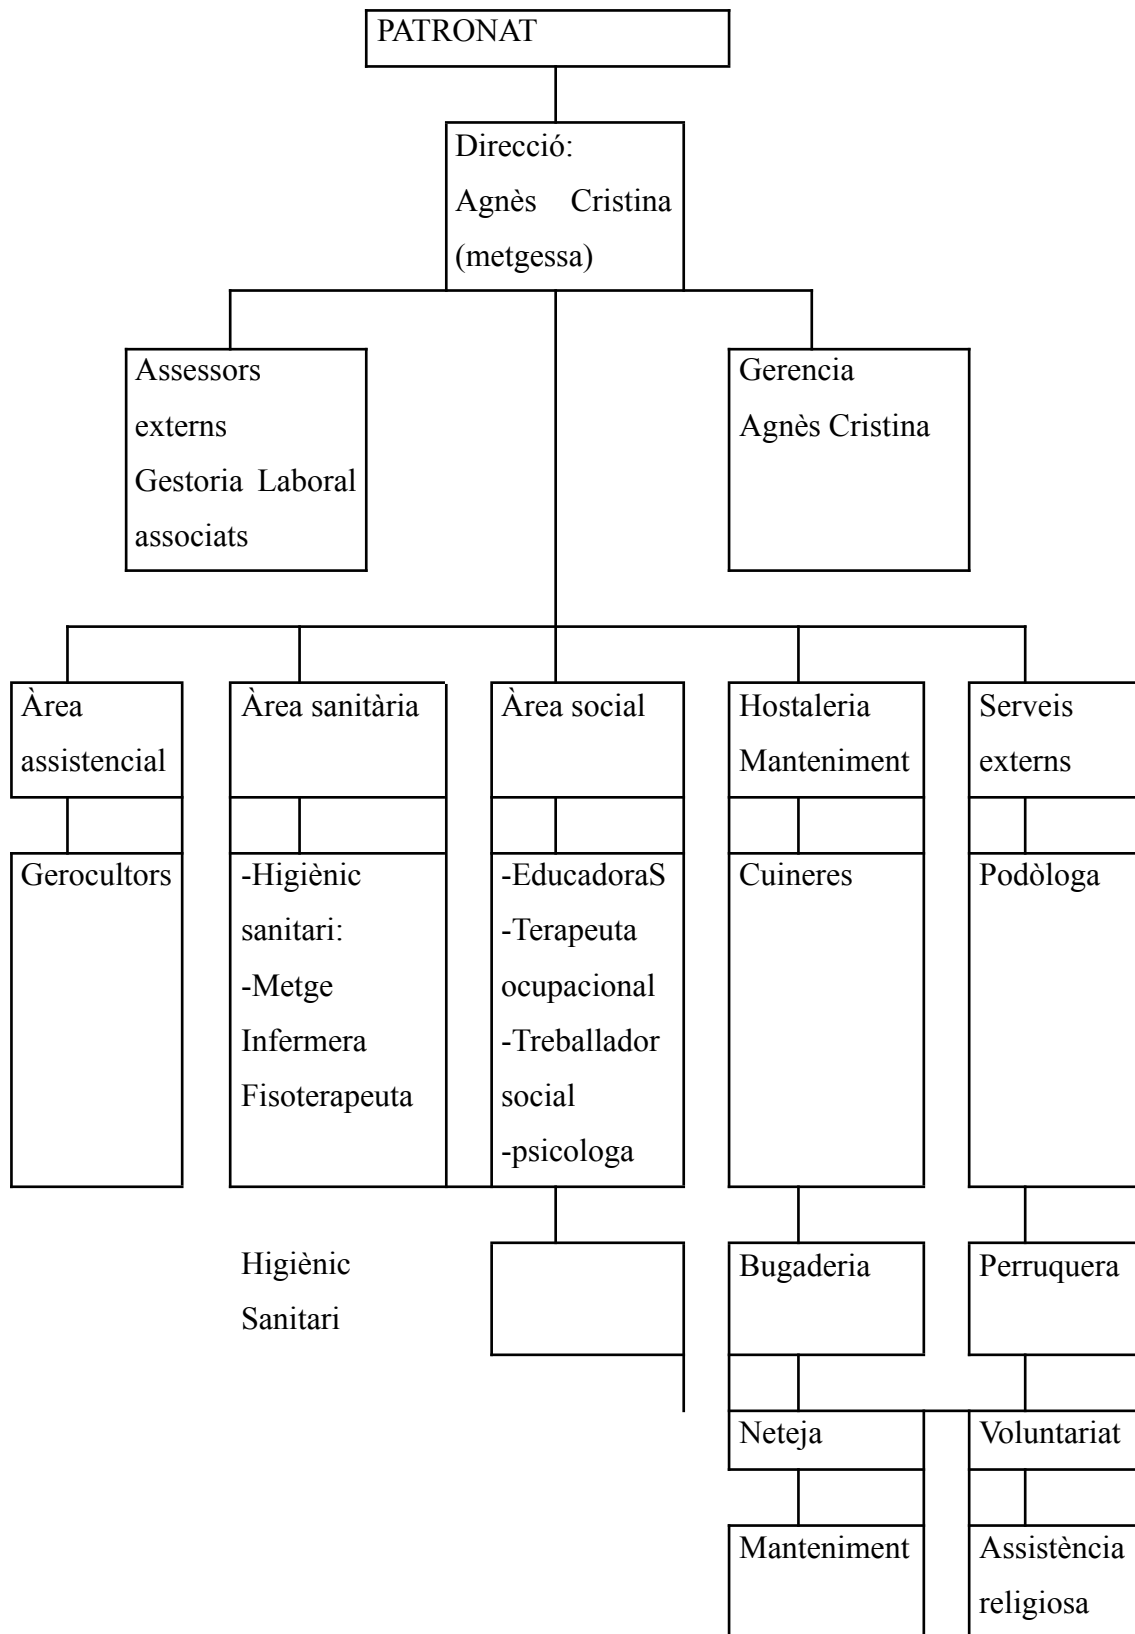 PATRONAT
Direcció:
Agnès Cristina
(metgessa)
Assessors
externs
Gestoria Laboral
associats
Gerencia
Agnès Cristina
Àrea
assistencial
Àrea sanitària
Àrea social
Hostaleria
Manteniment
Serveis
externs
Gerocultors
-Higiènic
sanitari:
-Metge
Infermera
Fisoterapeuta
-EducadoraS
-Terapeuta
ocupacional
-Treballador
social
-psicologa
Cuineres
Podòloga
Higiènic
Sanitari
Bugaderia
Perruquera
Neteja
Voluntariat
Manteniment
Assistència
religiosa